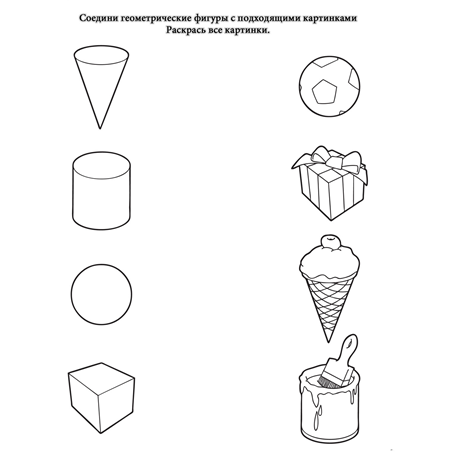 Соедини геометрические фигуры с подходящими картинками
Раскрась все картинки.